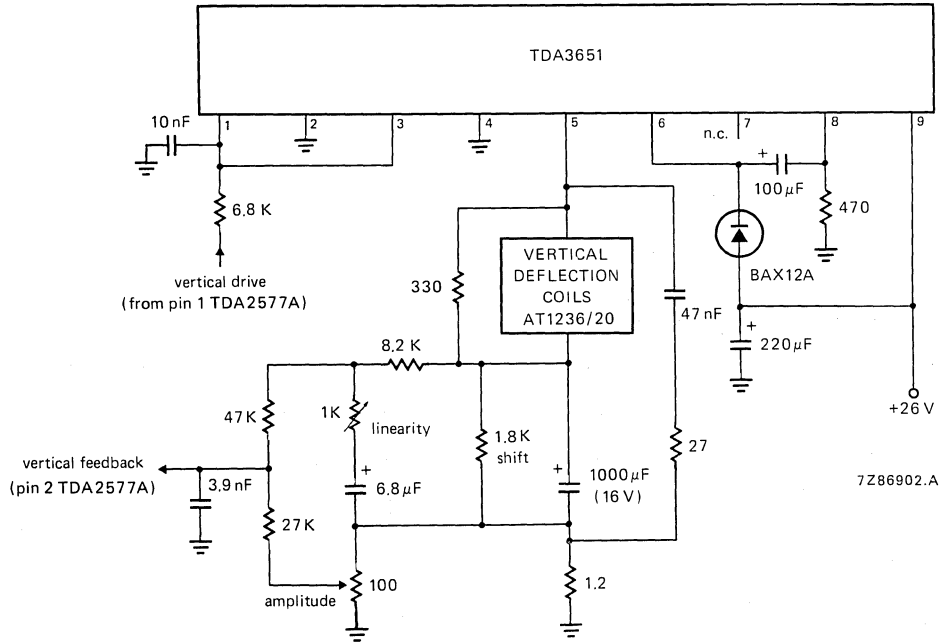 TDA3651
10 nF
1
2
3
4
5
6
7
8
9
n.c.
+
100 μF
6.8 K
470
vertical drive
(from pin 1 TDA2577A)
VERTICAL
DEFLECTION
COILS
AT1236/20
BAX12A
330
47 nF
+
220 μF
8.2 K
+26 V
47 K
1K
linearity
1.8 K
shift
27
vertical feedback
(pin 2 TDA2577A)
3.9 nF
+
6.8 μF
+
1000 μF
(16 V)
7Z86902.A
27 K
100
amplitude
1.2